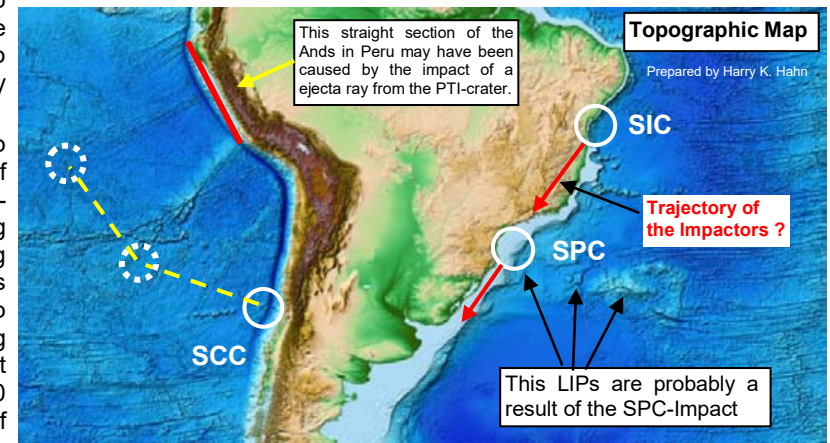 This straight section of the
Ands in Peru may have been
caused by the impact of a
ejecta ray from the PTI-crater.
Topographic Map
Prepared by Harry K. Hahn
SIC
Trajectory of
the Impactors ?
SPC
SCC
This LIPs are probably a
result of the SPC-Impact